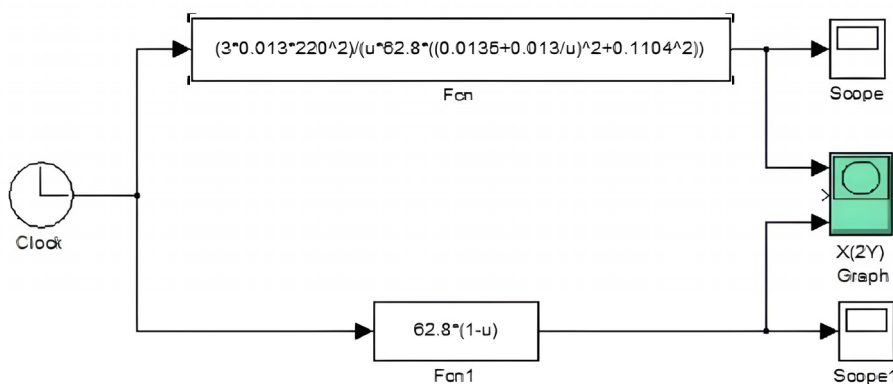 (3*0.013*220^2)/(u*62.8*((0.0135+0.013/u)^2+0.1104^2))
Fcn
Scope
Clock
X(2Y)
Graph
62.8*(1-u)
Fcn1
Scope1